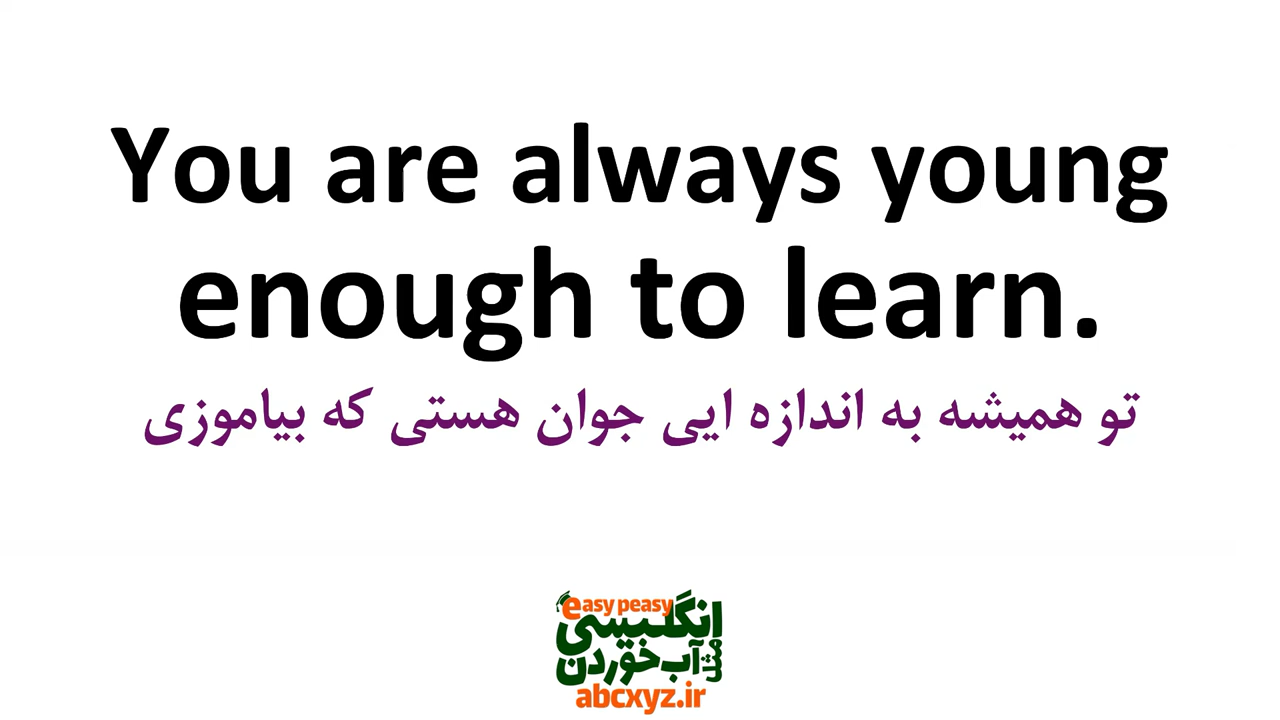 You are always young
enough to learn.
تو همیشه به اندازه ایی جوان هستی که بیاموزی
easy peasy
انگلیسی
مثل آب خوردن
abcxyz.ir